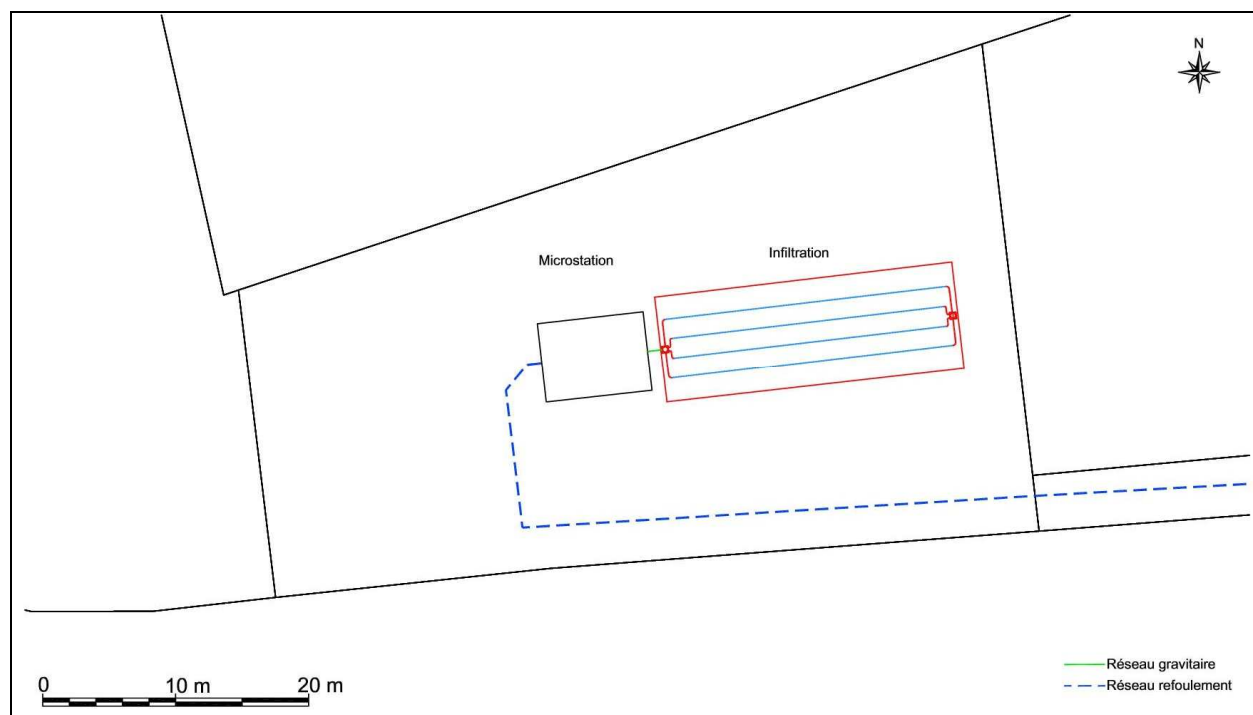 N
Infiltration
Microstation
Réseau gravitaire
Réseau refoulement
0 10 m 20 m